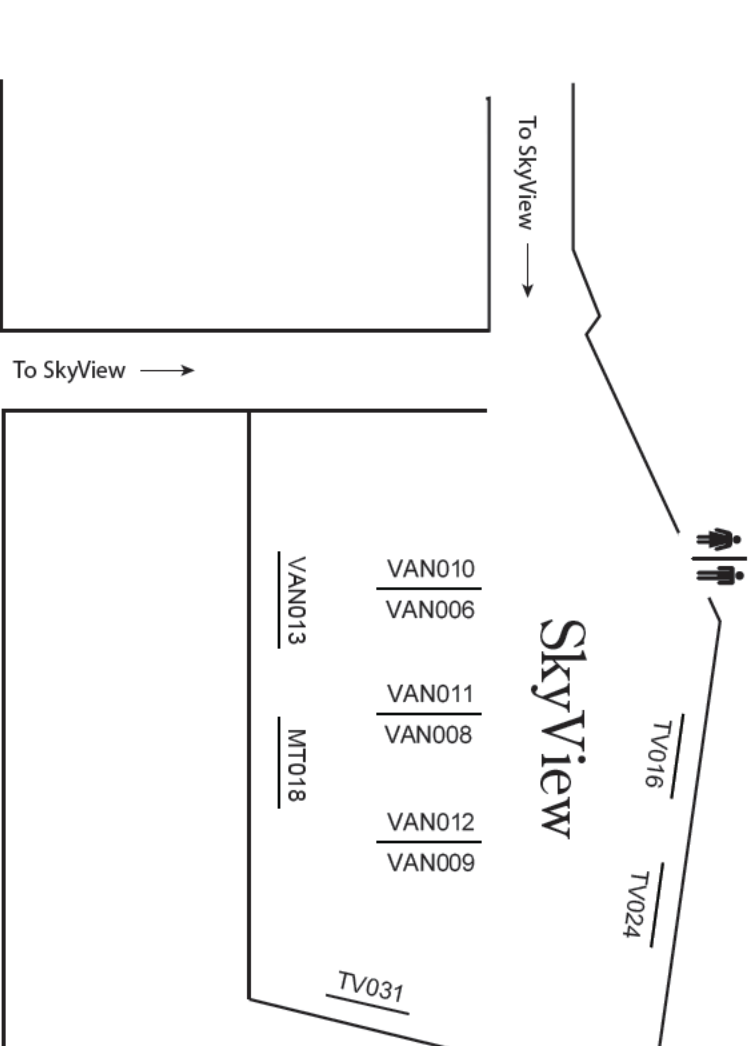 To SkyView
To SkyView
VAN013
VAN010
VAN006
SkyView
VAN011
VAN008
TV016
MT018
VAN012
VAN009
TV024
TV031